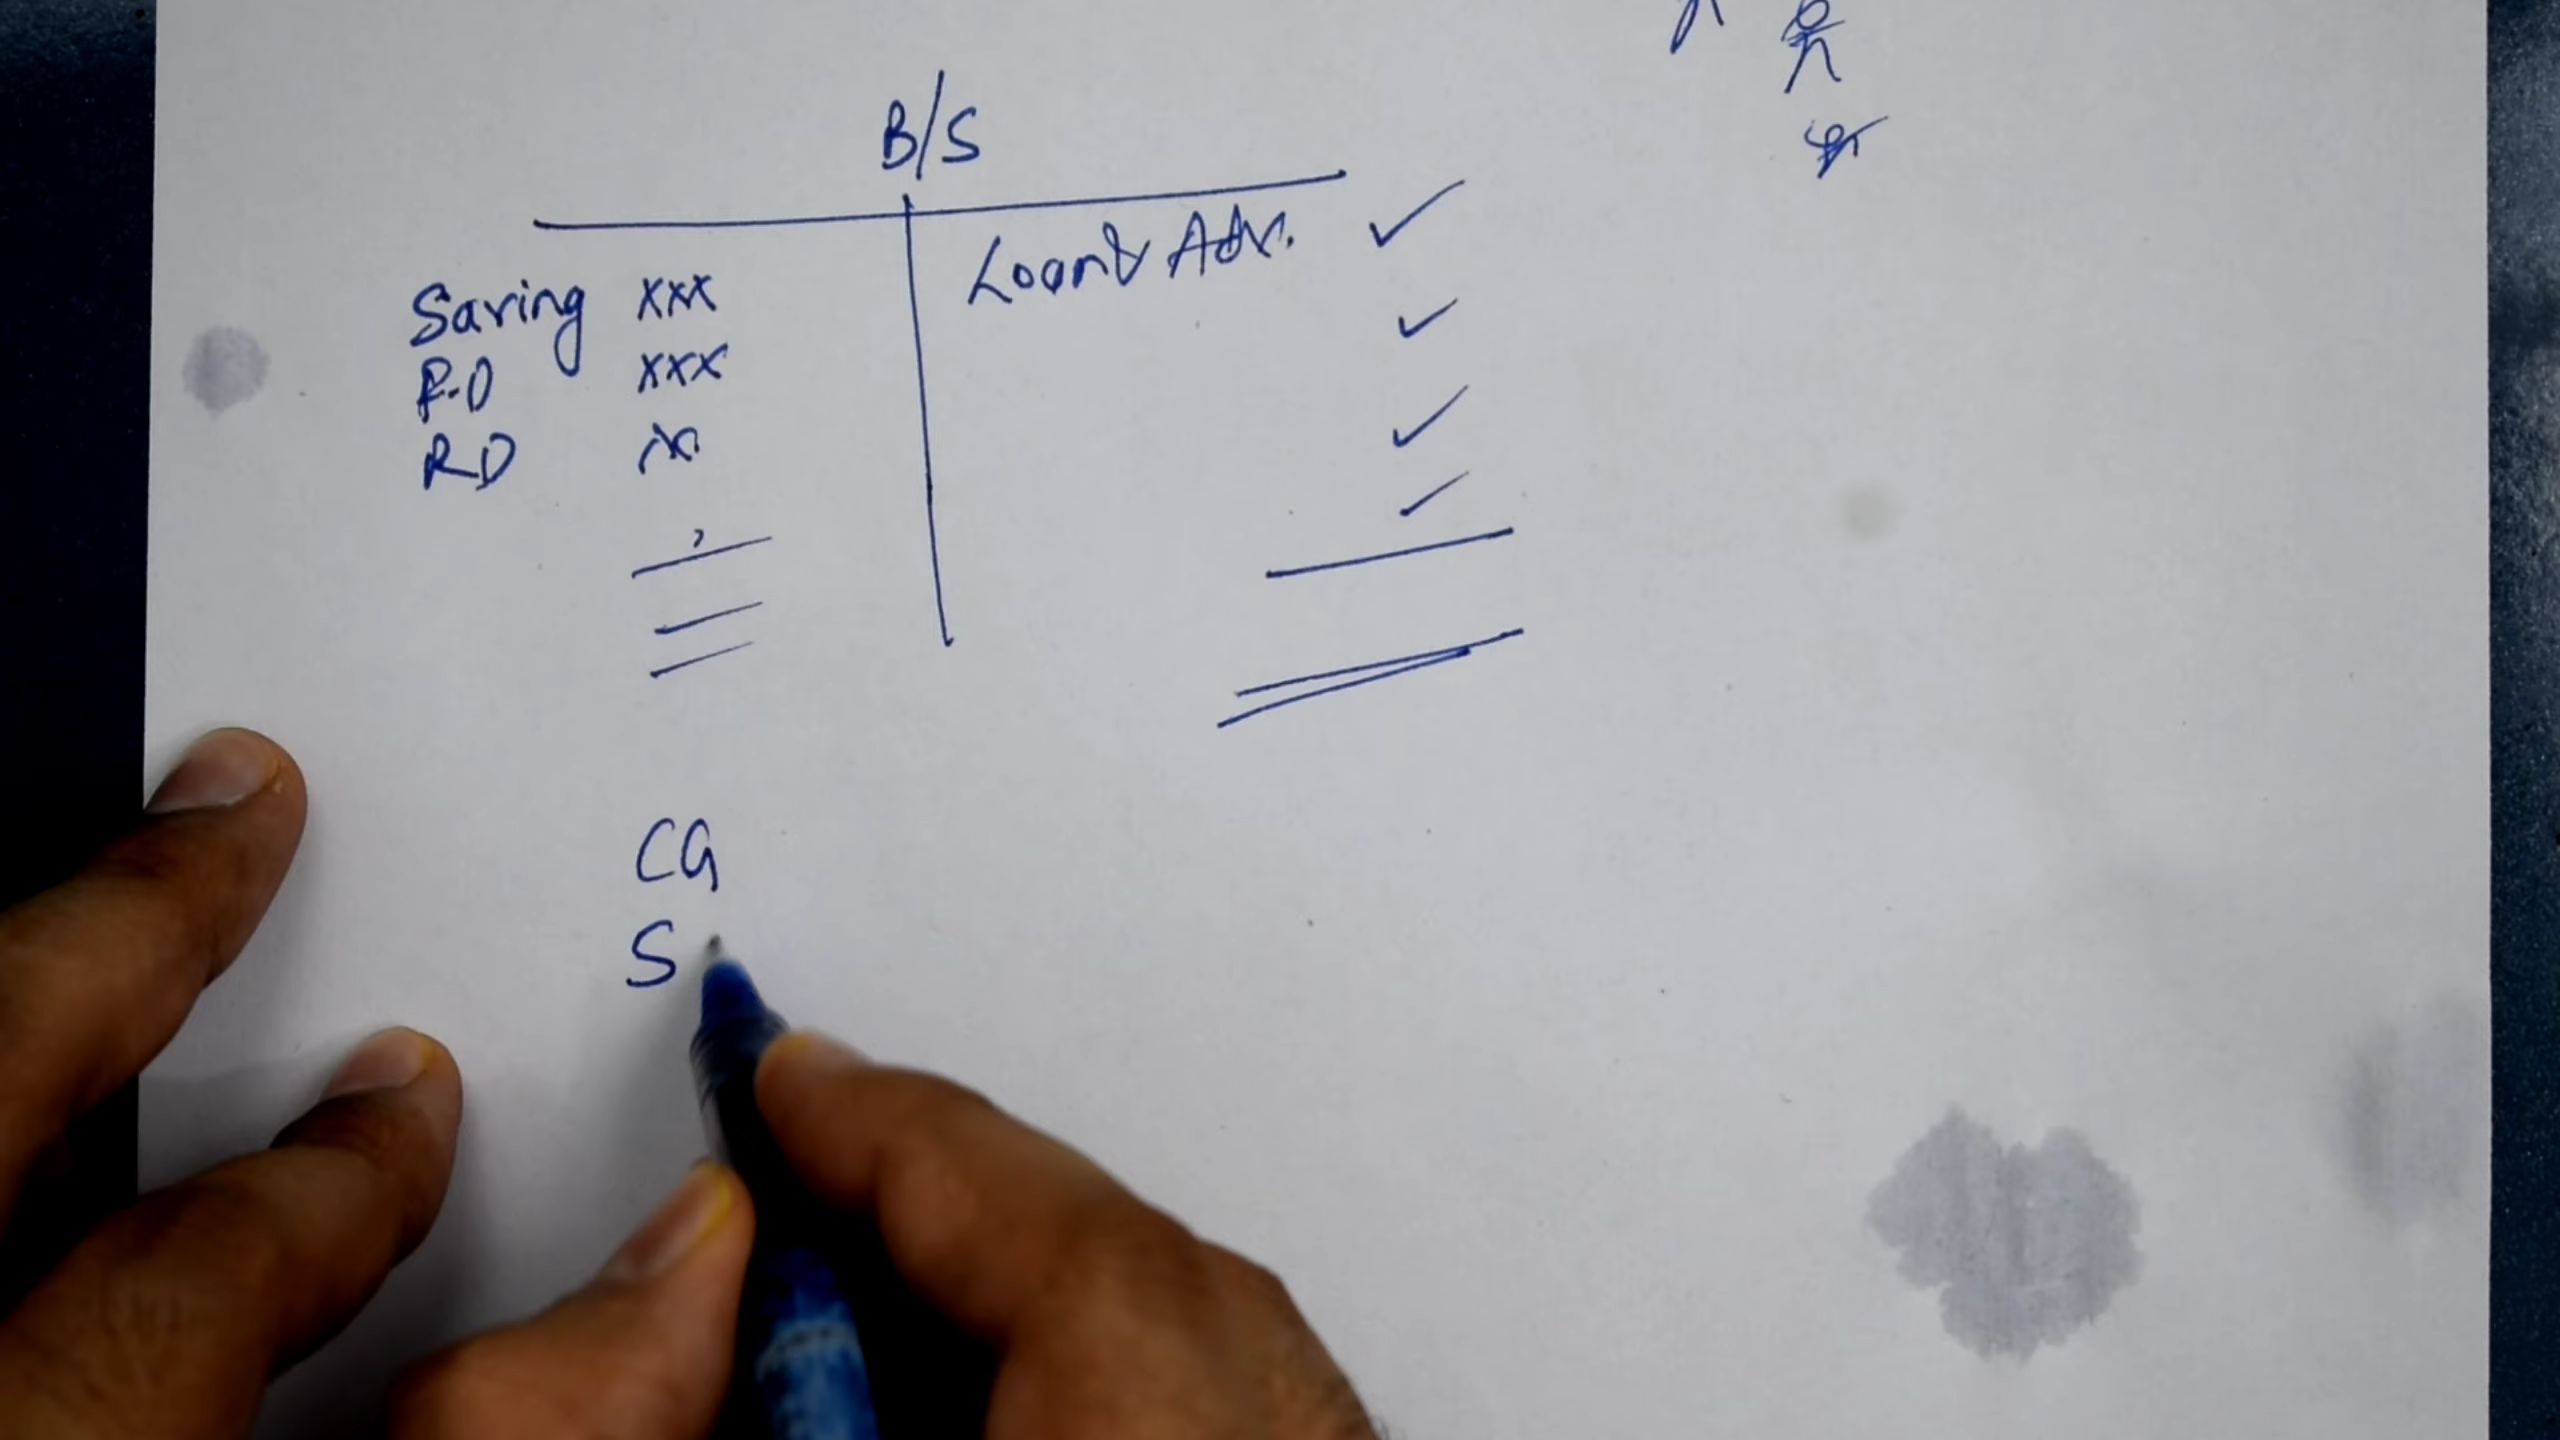 B/S
Loan & Adv.
Saving xxx
F.D xxx
RD xx
CG
S